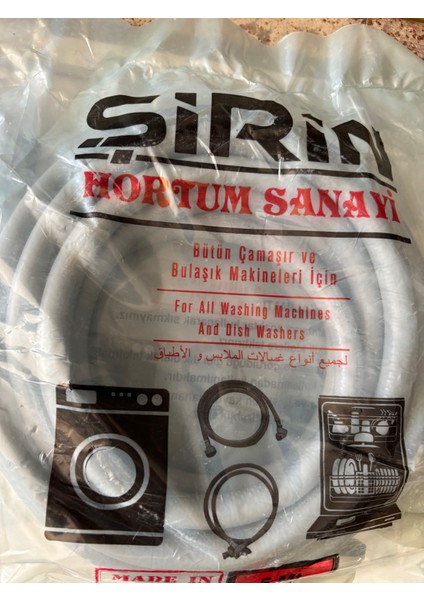 ŞİRİN
HORTUM SANAYİ
Bütün Çamaşır ve
Bulaşık Makineleri İçin
For All Washing Machines
And Dish Washers
لجميع أنواع غسالات الملابس و الأطباق
MADE IN